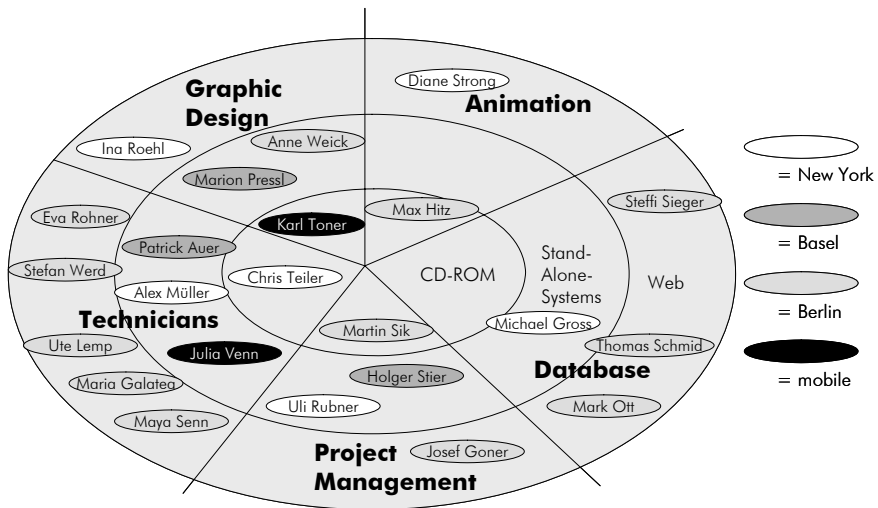 Graphic
Design
Diane Strong
Animation
Ina Roehl
Anne Weick
Marion Pressl
Karl Toner
Max Hitz
Steffi Sieger
Eva Rohner
Patrick Auer
Stefan Werd
Alex Müller
Chris Teiler
CD-ROM
Stand-
Alone-
Systems
Web
Technicians
Martin Sik
Michael Gross
Ute Lemp
Julia Venn
Thomas Schmid
Maria Galateg
Holger Stier
Database
Uli Rubner
Mark Ott
Maya Senn
Project
Management
Josef Goner
= New York
= Basel
= Berlin
= mobile